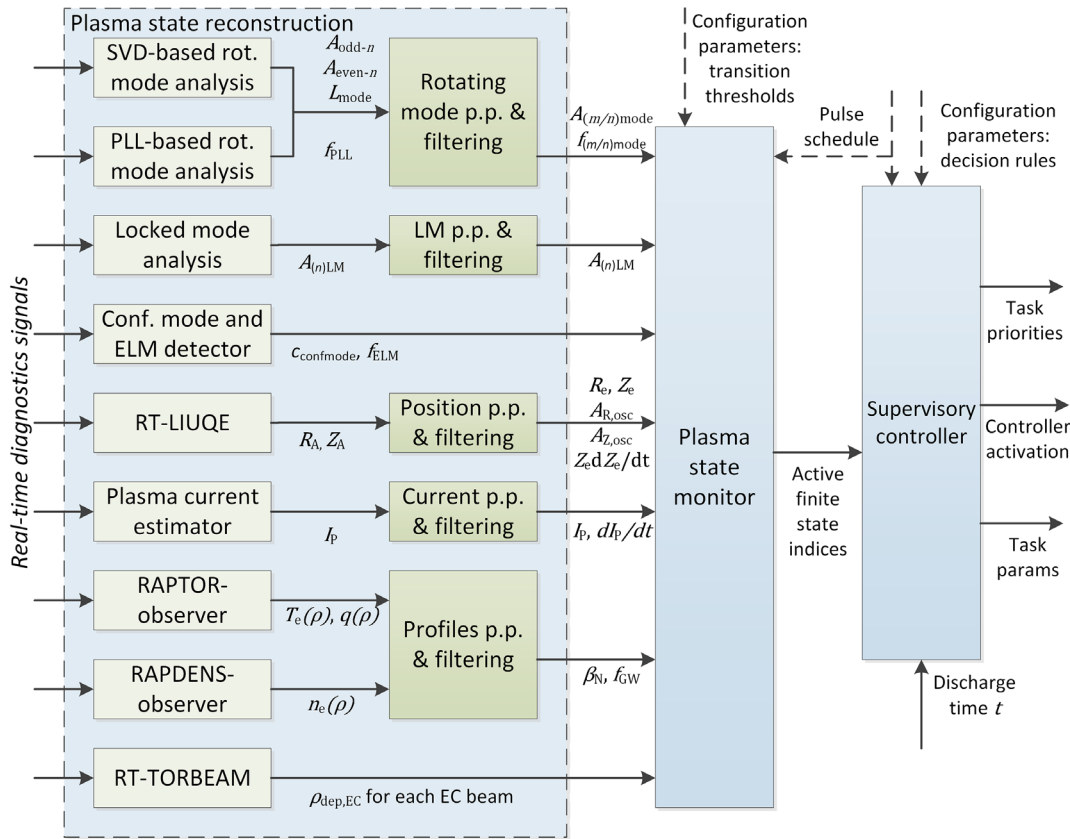 Plasma state reconstruction
Real-time diagnostics signals
SVD-based rot.
mode analysis
PLL-based rot.
mode analysis
A_odd-n
A_even-n
L_mode
f_PLL
Rotating
mode p.p. &
filtering
A_(m/n)mode
f_(m/n)mode
Locked mode
analysis
A_(n)LM
LM p.p. &
filtering
A_(n)LM
Conf. mode and
ELM detector
c_confmode, f_ELM
RT-LIUQE
R_A, Z_A
Position p.p.
& filtering
R_e, Z_e
A_R,osc
A_Z,osc
Z_e dZ_e/dt
Plasma current
estimator
I_P
Current p.p.
& filtering
I_P, dI_P/dt
RAPTOR-
observer
T_e(ρ), q(ρ)
RAPDENS-
observer
n_e(ρ)
Profiles p.p.
& filtering
β_N, f_GW
RT-TORBEAM
ρ_dep,EC for each EC beam
Configuration
parameters:
transition
thresholds
Plasma
state
monitor
Pulse
schedule
Active
finite
state
indices
Configuration
parameters:
decision rules
Supervisory
controller
Task
priorities
Controller
activation
Task
params
Discharge
time t